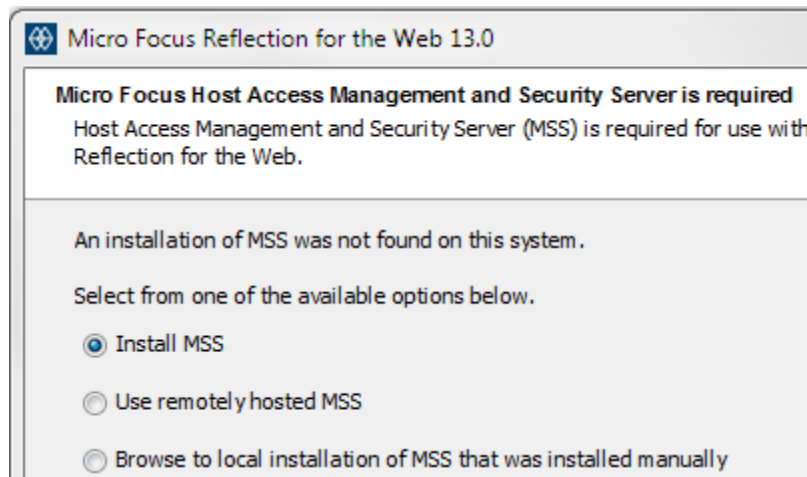 Micro Focus Reflection for the Web 13.0
Micro Focus Host Access Management and Security Server is required
Host Access Management and Security Server (MSS) is required for use with
Reflection for the Web.
An installation of MSS was not found on this system.
Select from one of the available options below.
Install MSS
Use remotely hosted MSS
Browse to local installation of MSS that was installed manually